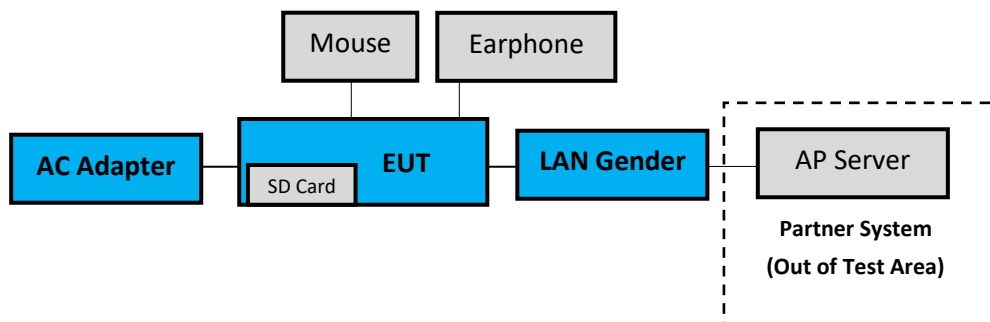 Mouse
Earphone
AC Adapter
EUT
SD Card
LAN Gender
AP Server
Partner System
(Out of Test Area)